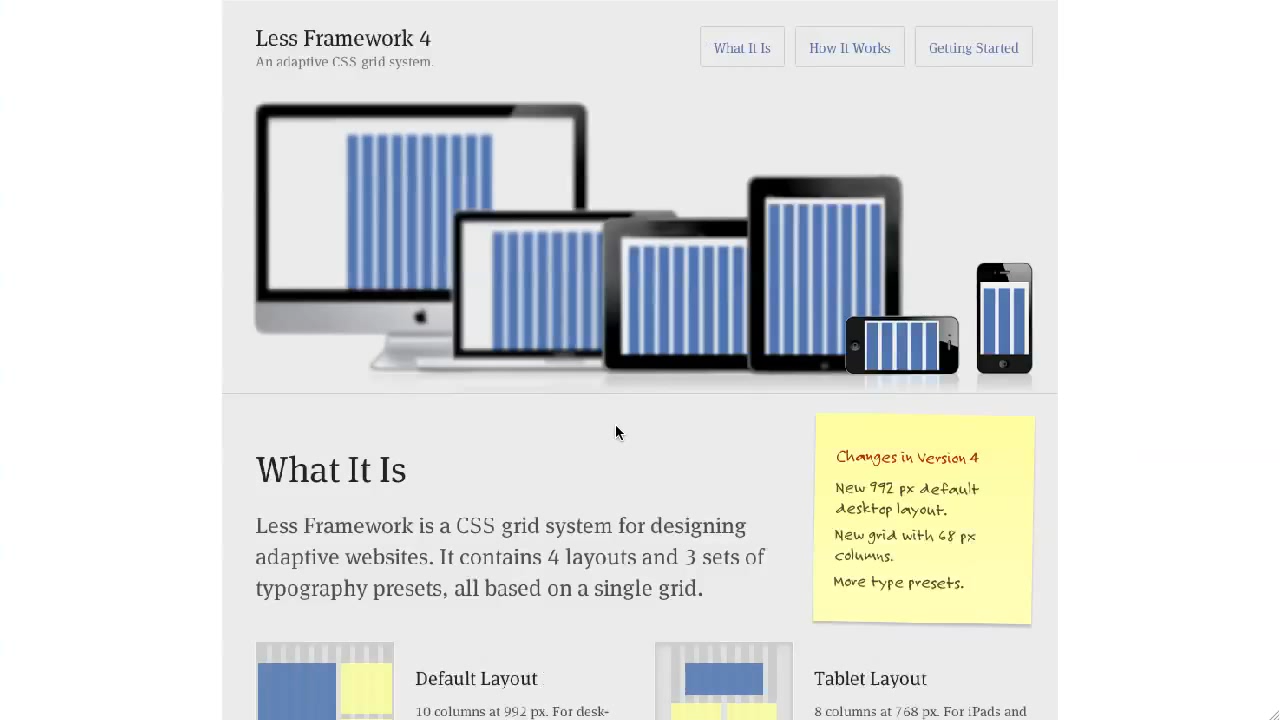 Less Framework 4
An adaptive CSS grid system.
What It Is
How It Works
Getting Started
What It Is
Less Framework is a CSS grid system for designing
adaptive websites. It contains 4 layouts and 3 sets of
typography presets, all based on a single grid.
Changes in Version 4
New 992 px default
desktop layout.
New grid with 68 px
columns.
More type presets.
Default Layout
10 columns at 992 px. For desk-
Tablet Layout
8 columns at 768 px. For iPads and